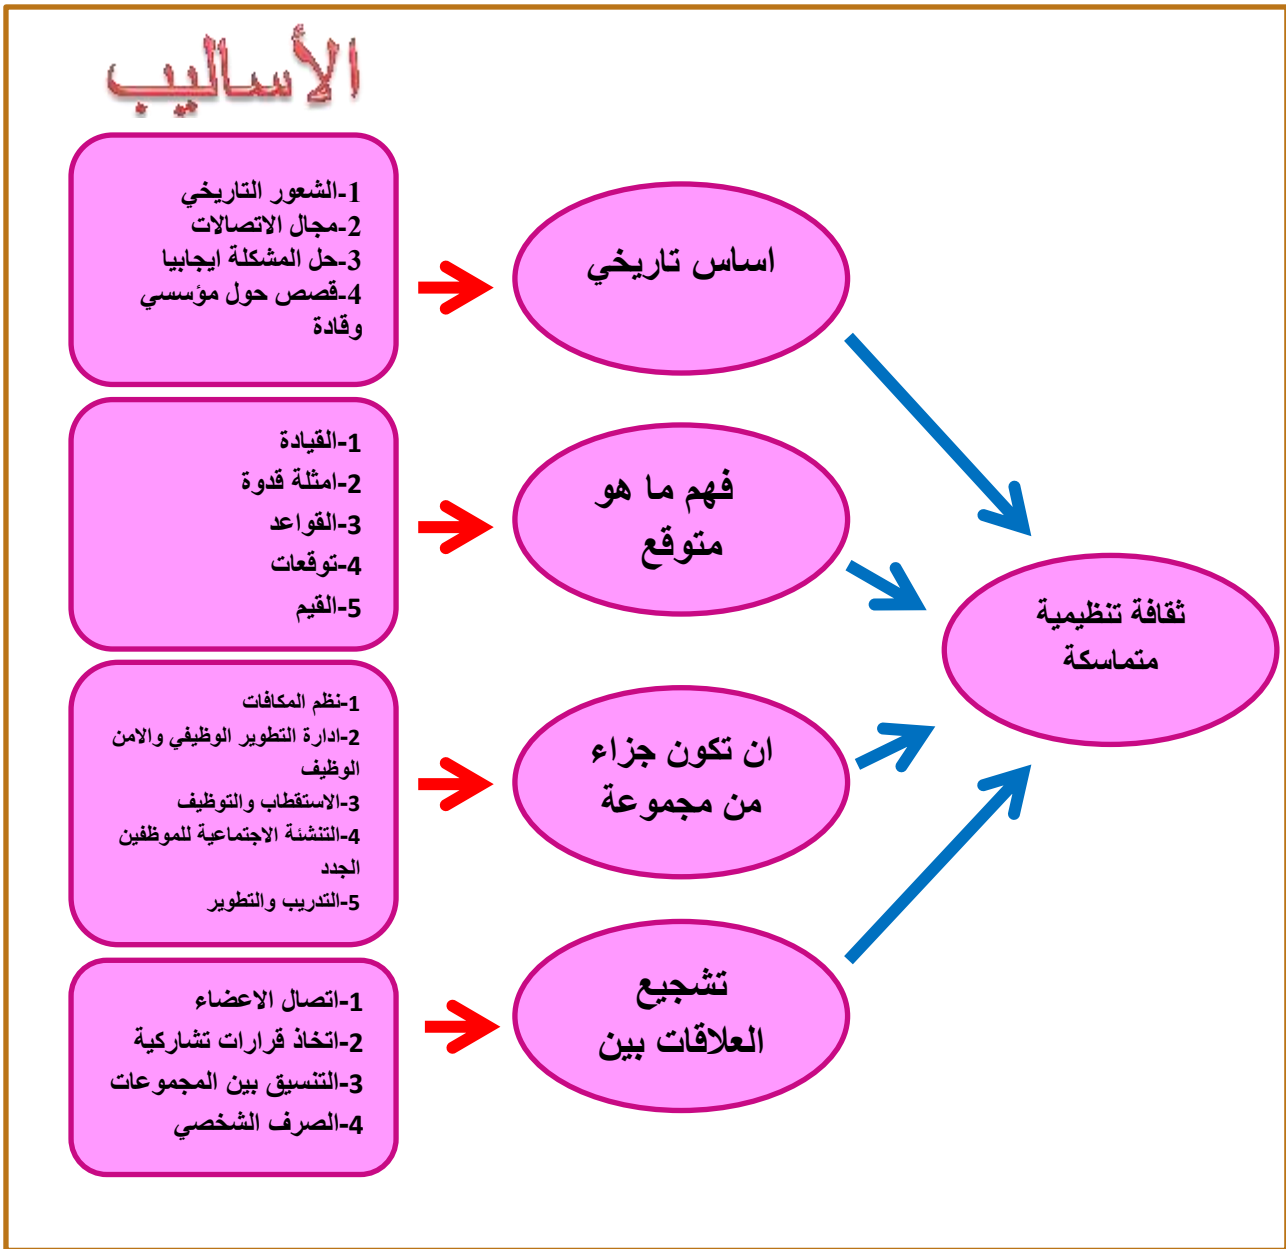 الأساليب
1-الشعور التاريخي
2-مجال الاتصالات
3-حل المشكلة ايجابيا
4-قصص حول مؤسسي
وقادة
اساس تاريخي
1-القيادة
2-امثلة قدوة
3-القواعد
4-توقعات
5-القيم
فهم ما هو
متوقع
1-نظم المكافات
2-ادارة التطوير الوظيفي والامن
الوظيف
3-الاستقطاب والتوظيف
4-التنشئة الاجتماعية للموظفين
الجدد
5-التدريب والتطوير
ان تكون جزاء
من مجموعة
1-اتصال الاعضاء
2-اتخاذ قرارات تشاركية
3-التنسيق بين المجموعات
4-الصرف الشخصي
تشجيع
العلاقات بين
ثقافة تنظيمية
متماسكة